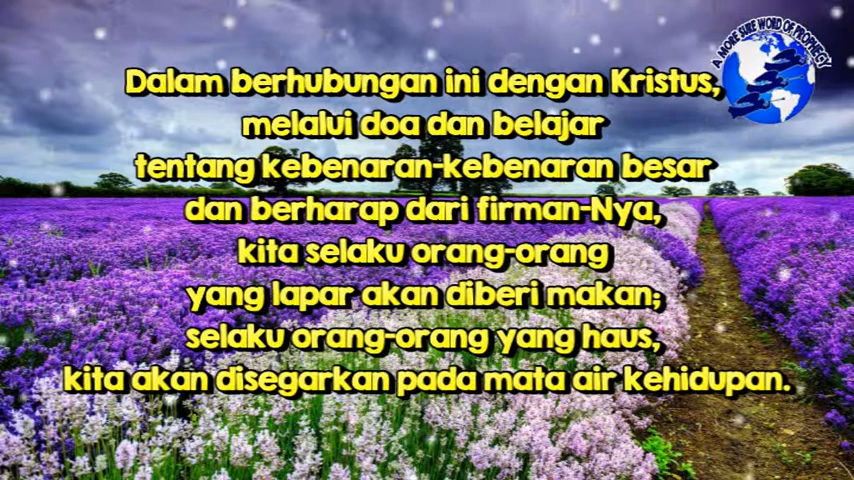 A MORE SURE WORD OF PROPHECY
Dalam berhubungan ini dengan Kristus,
melalui doa dan belajar
tentang kebenaran-kebenaran besar
dan berharap dari firman-Nya,
kita selaku orang-orang
yang lapar akan diberi makan;
selaku orang-orang yang haus,
kita akan disegarkan pada mata air kehidupan.